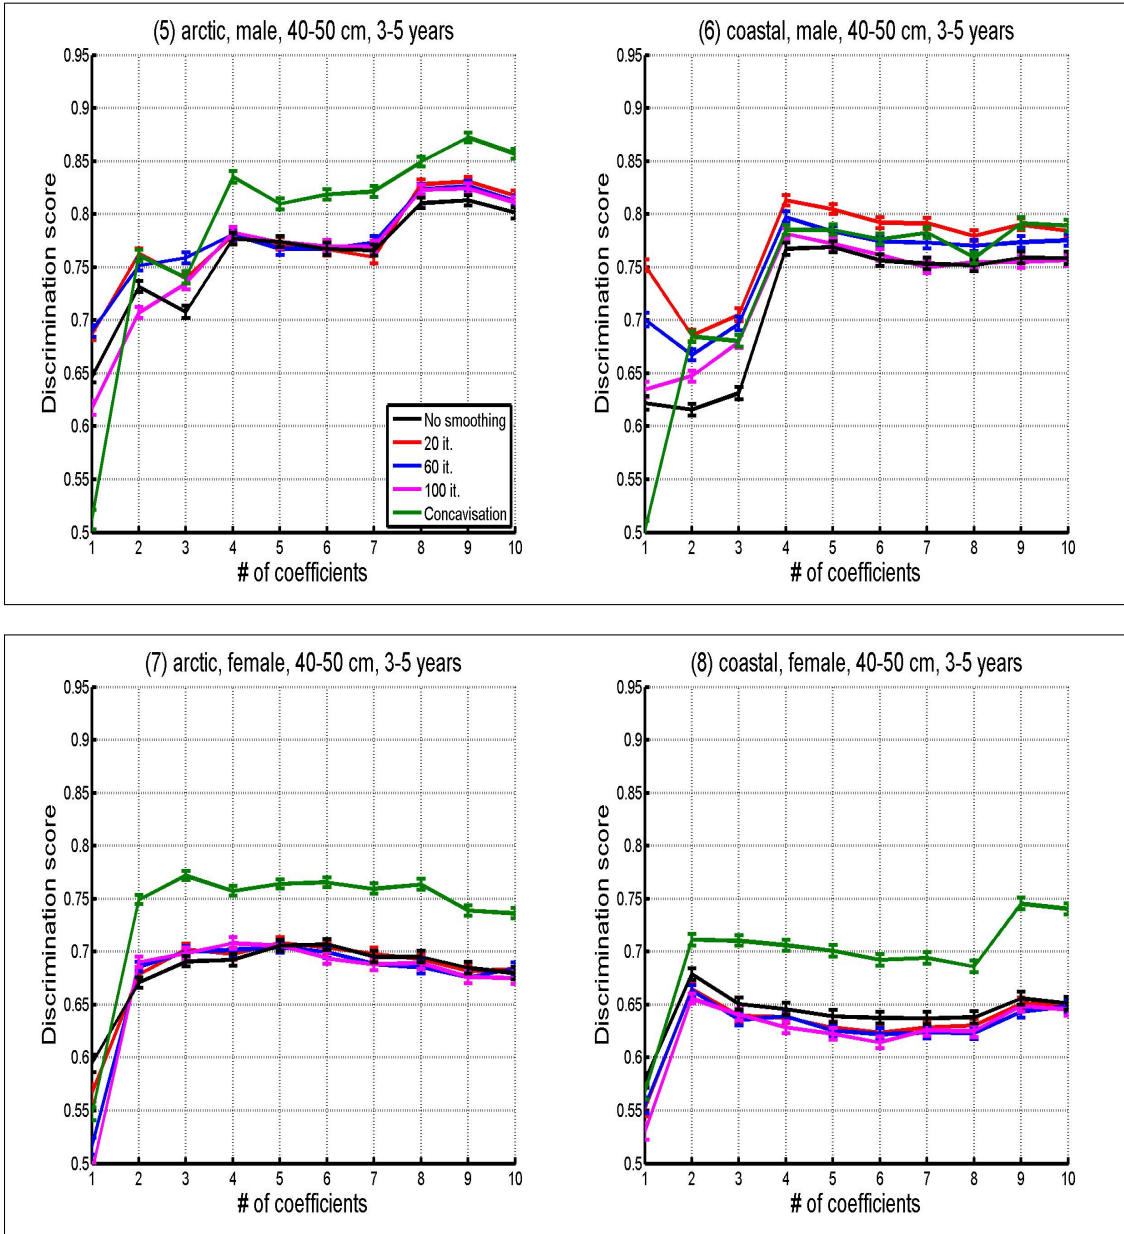 (5) arctic, male, 40-50 cm, 3-5 years
Discrimination score
0.95
0.9
0.85
0.8
0.75
0.7
0.65
0.6
0.55
0.5
No smoothing
20 it.
60 it.
100 it.
Concavisation
1 2 3 4 5 6 7 8 9 10
# of coefficients
(6) coastal, male, 40-50 cm, 3-5 years
Discrimination score
0.95
0.9
0.85
0.8
0.75
0.7
0.65
0.6
0.55
0.5
1 2 3 4 5 6 7 8 9 10
# of coefficients
(7) arctic, female, 40-50 cm, 3-5 years
Discrimination score
0.95
0.9
0.85
0.8
0.75
0.7
0.65
0.6
0.55
0.5
1 2 3 4 5 6 7 8 9 10
# of coefficients
(8) coastal, female, 40-50 cm, 3-5 years
Discrimination score
0.95
0.9
0.85
0.8
0.75
0.7
0.65
0.6
0.55
0.5
1 2 3 4 5 6 7 8 9 10
# of coefficients